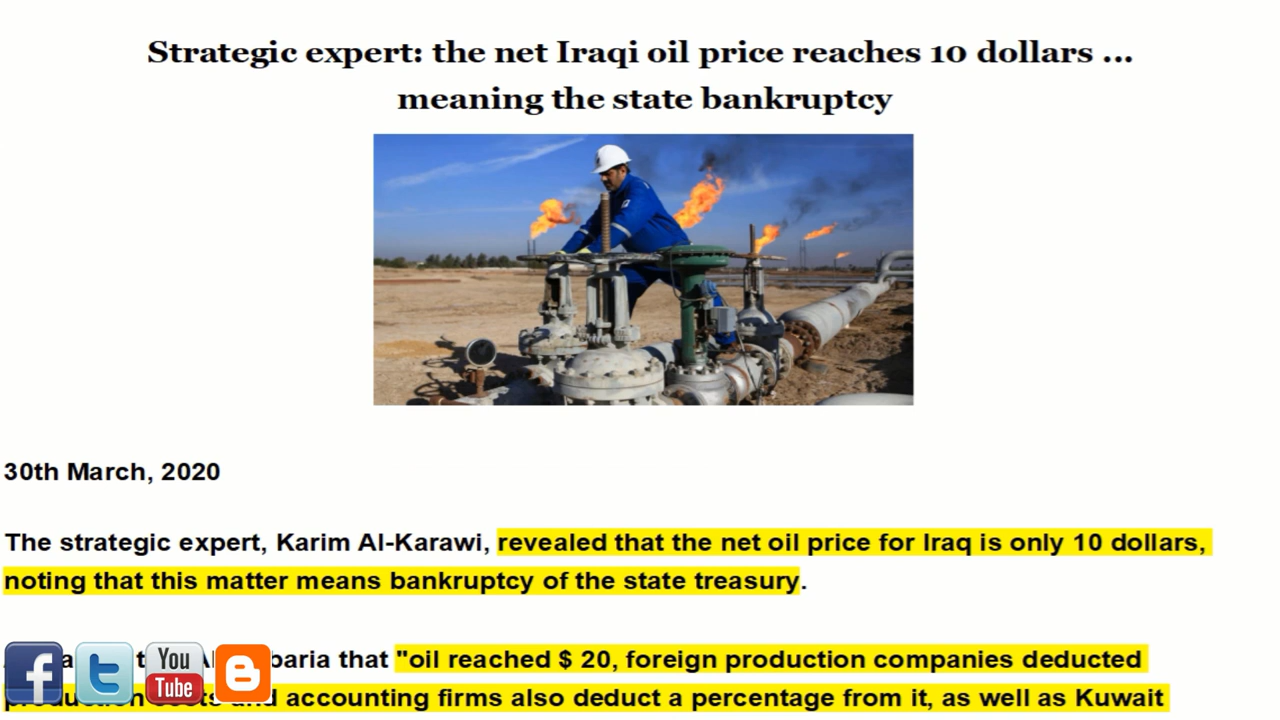 Strategic expert: the net Iraqi oil price reaches 10 dollars ...
meaning the state bankruptcy
30th March, 2020
The strategic expert, Karim Al-Karawi, revealed that the net oil price for Iraq is only 10 dollars,
noting that this matter means bankruptcy of the state treasury.
that "oil reached $ 20, foreign production companies deducted
and accounting firms also deduct a percentage from it, as well as Kuwait
You
Tube